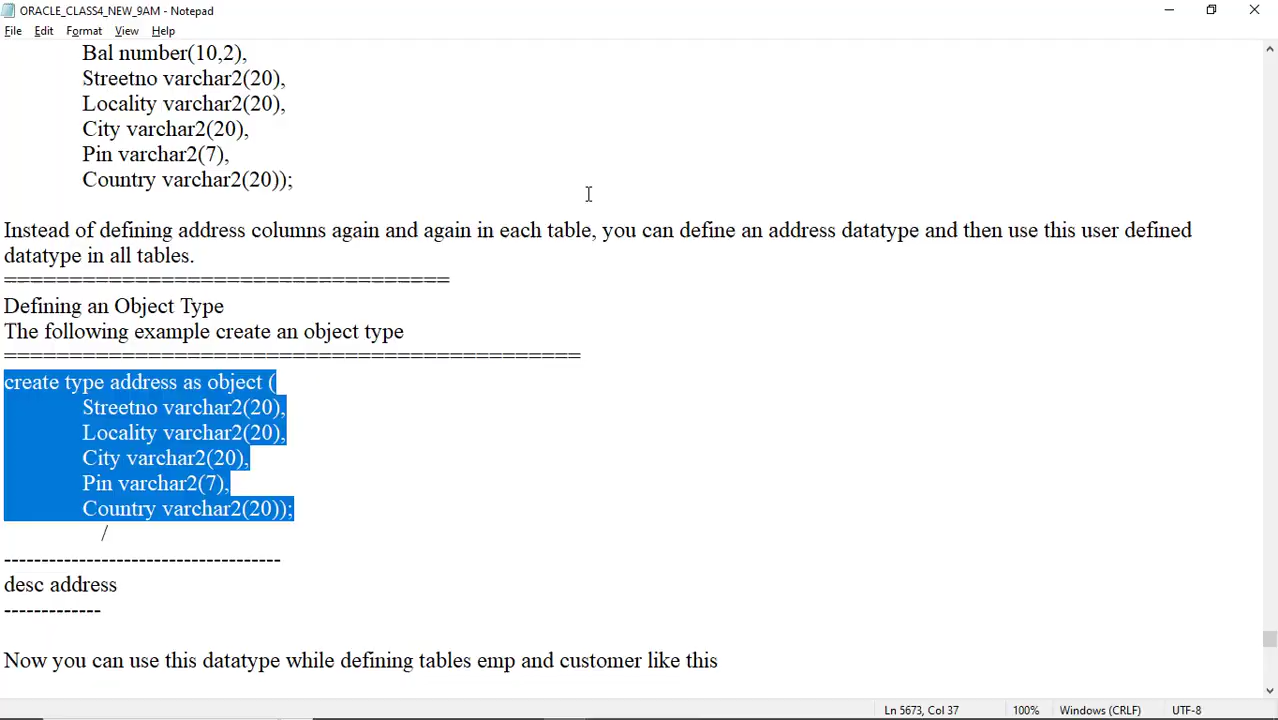 ORACLE_CLASS4_NEW_9AM - Notepad
File Edit Format View Help
Bal number(10,2),
Streetno varchar2(20),
Locality varchar2(20),
City varchar2(20),
Pin varchar2(7),
Country varchar2(20));
Instead of defining address columns again and again in each table, you can define an address datatype and then use this user defined
datatype in all tables.
==================================
Defining an Object Type
The following example create an object type
============================================
create type address as object (
Streetno varchar2(20),
Locality varchar2(20),
City varchar2(20),
Pin varchar2(7),
Country varchar2(20));
/
-------------------------------------
desc address
-------------
Now you can use this datatype while defining tables emp and customer like this
Ln 5673, Col 37 100% Windows (CRLF) UTF-8